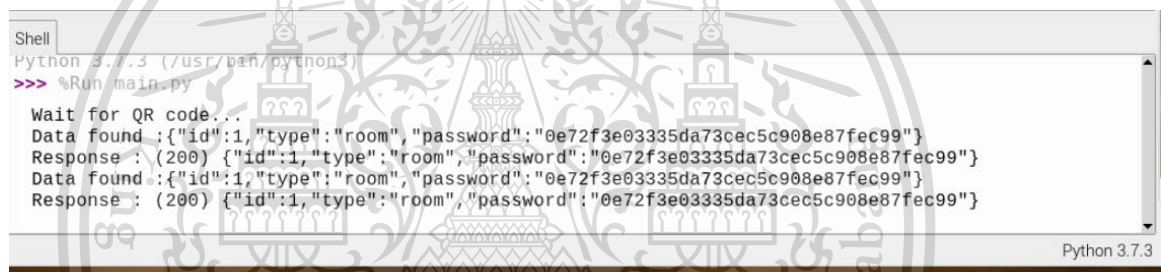 Shell
Python 3.7.3 (/usr/bin/python3)
>>> %Run main.py
Wait for QR code...
Data found :{"id":1,"type":"room","password":"0e72f3e03335da73cec5c908e87fec99"}
Response : (200) {"id":1,"type":"room","password":"0e72f3e03335da73cec5c908e87fec99"}
Data found :{"id":1,"type":"room","password":"0e72f3e03335da73cec5c908e87fec99"}
Response : (200) {"id":1,"type":"room","password":"0e72f3e03335da73cec5c908e87fec99"}
Python 3.7.3